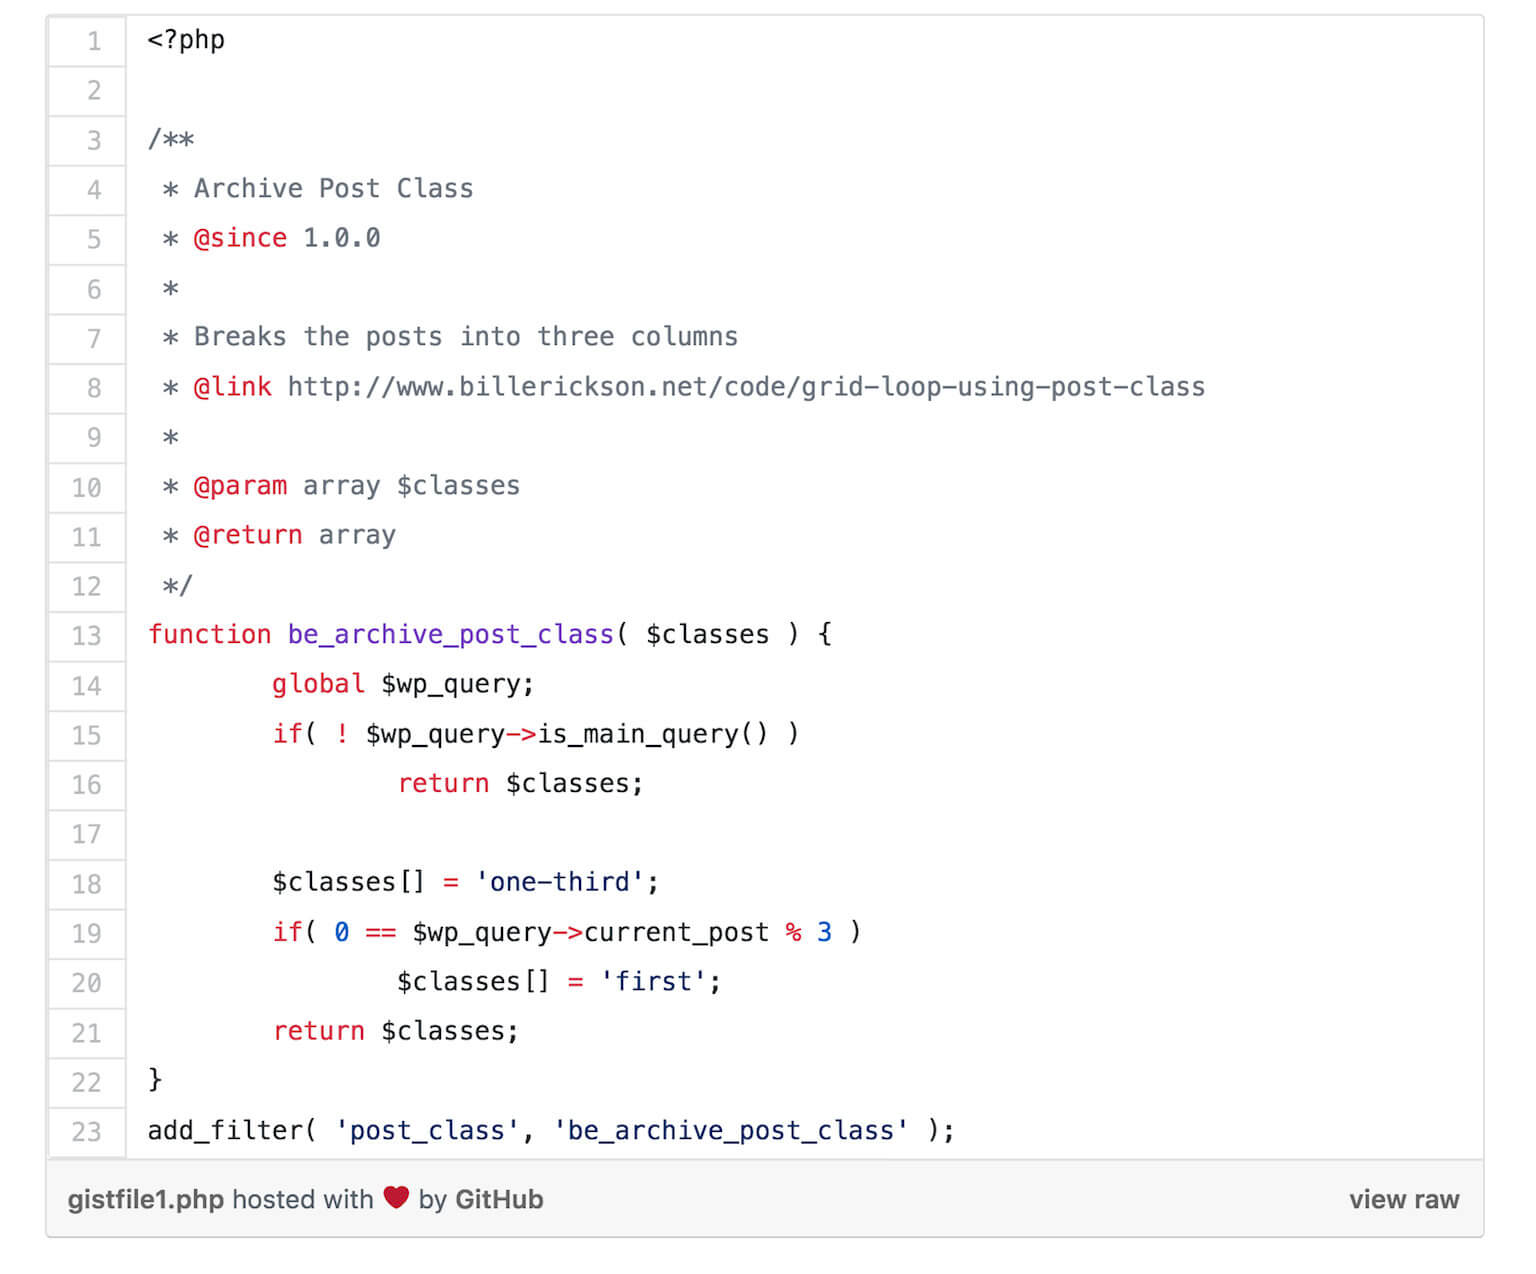 1 <?php
2
3 /**
4  * Archive Post Class
5  * @since 1.0.0
6  *
7  * Breaks the posts into three columns
8  * @link http://www.billerickson.net/code/grid-loop-using-post-class
9  *
10  * @param array $classes
11  * @return array
12  */
13 function be_archive_post_class( $classes ) {
14         global $wp_query;
15         if( ! $wp_query->is_main_query() )
16                 return $classes;
17
18         $classes[] = 'one-third';
19         if( 0 == $wp_query->current_post % 3 )
20                 $classes[] = 'first';
21         return $classes;
22 }
23 add_filter( 'post_class', 'be_archive_post_class' );
gistfile1.php hosted with ❤ by GitHub view raw